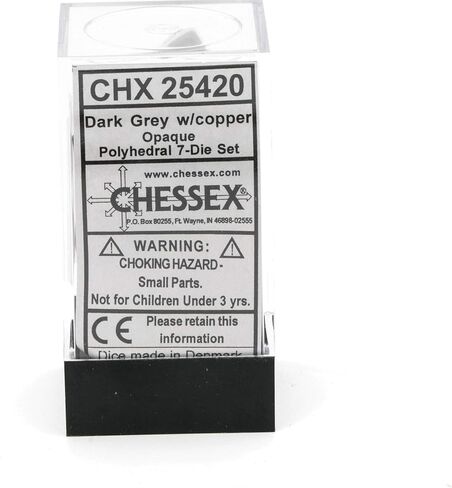 CHX 25420
Dark Grey w/copper
Opaque
Polyhedral 7-Die Set
www.chessex.com
CHESSEX®
P.O. Box 80255, Ft. Wayne, IN 46898-0255
WARNING:
CHOKING HAZARD-
Small Parts.
Not for Children Under 3 yrs.
CE
Please retain this
information
Dice made in Denmark